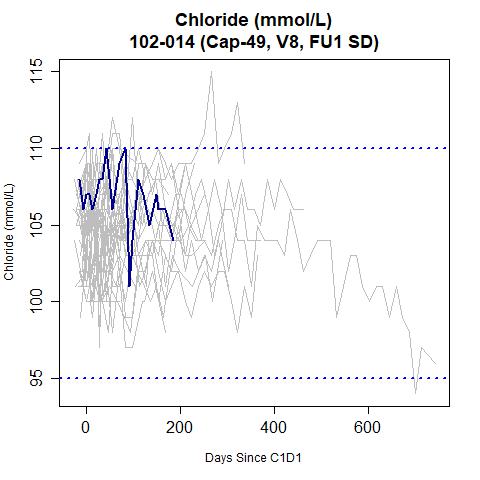 Chloride (mmol/L)
102-014 (Cap-49, V8, FU1 SD)
Chloride (mmol/L)
115
110
105
100
95
0 200 400 600
Days Since C1D1